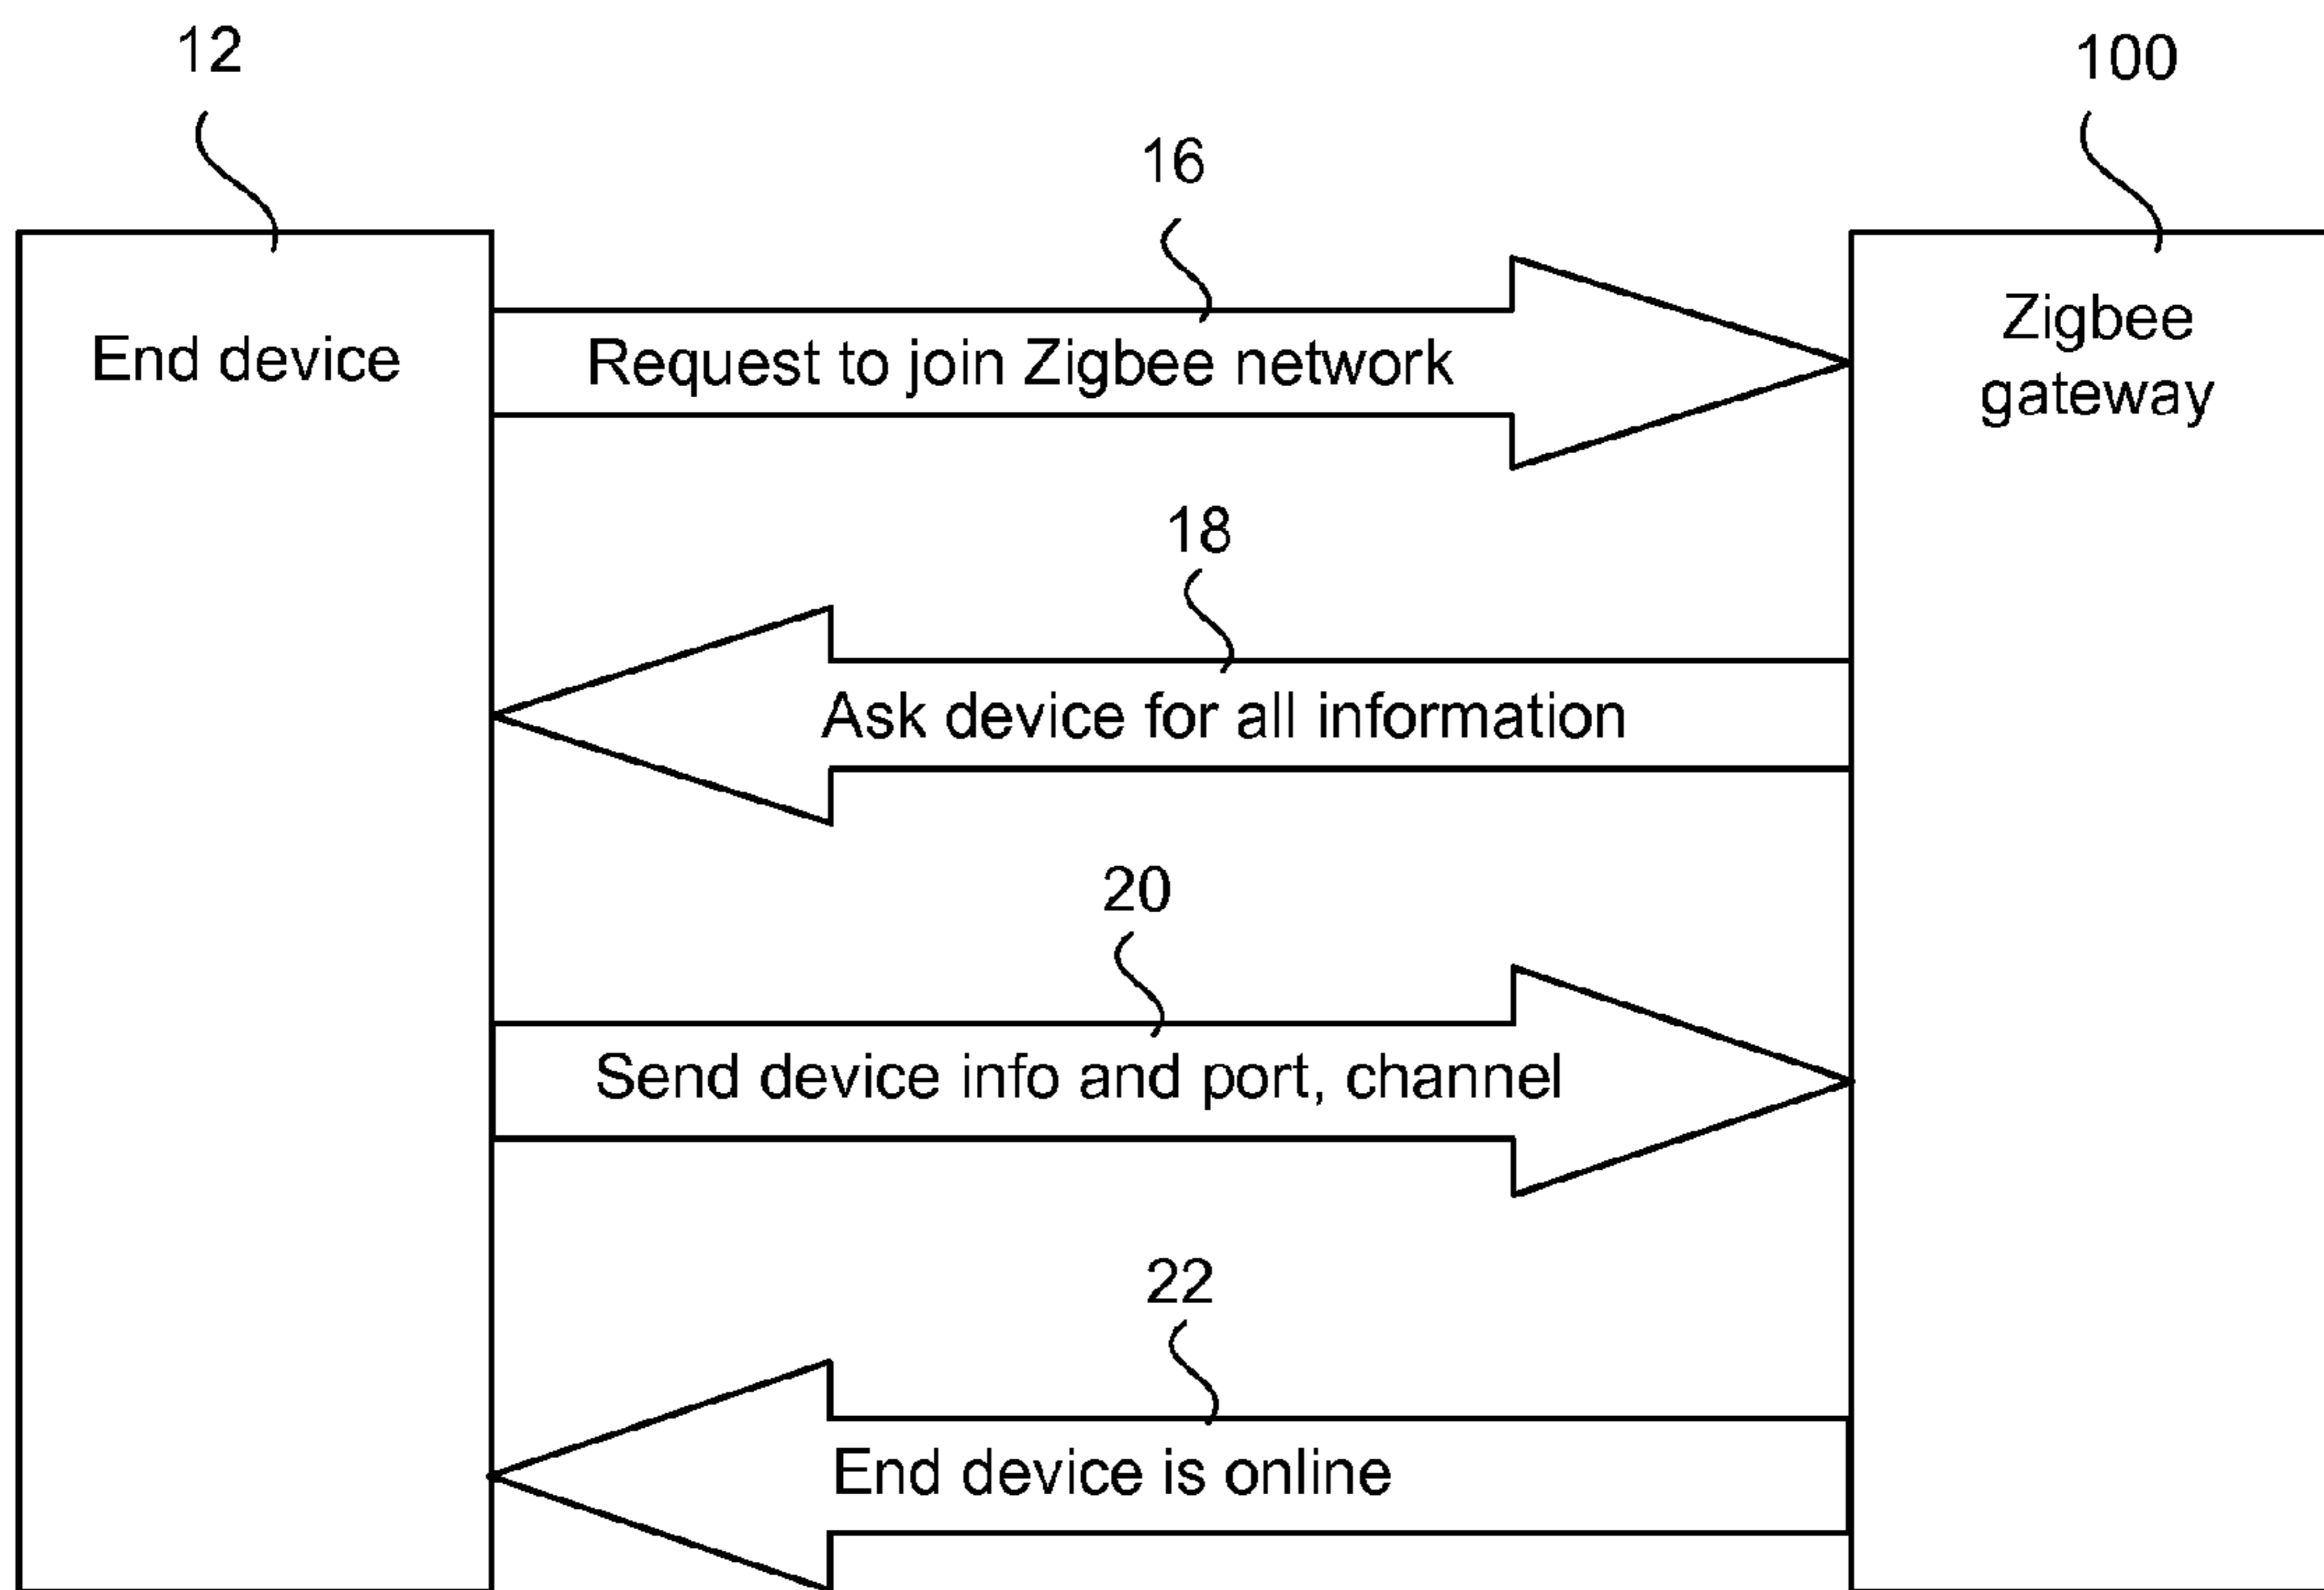 12
100
16
End device
Request to join Zigbee network
Zigbee
gateway
18
Ask device for all information
20
Send device info and port, channel
22
End device is online